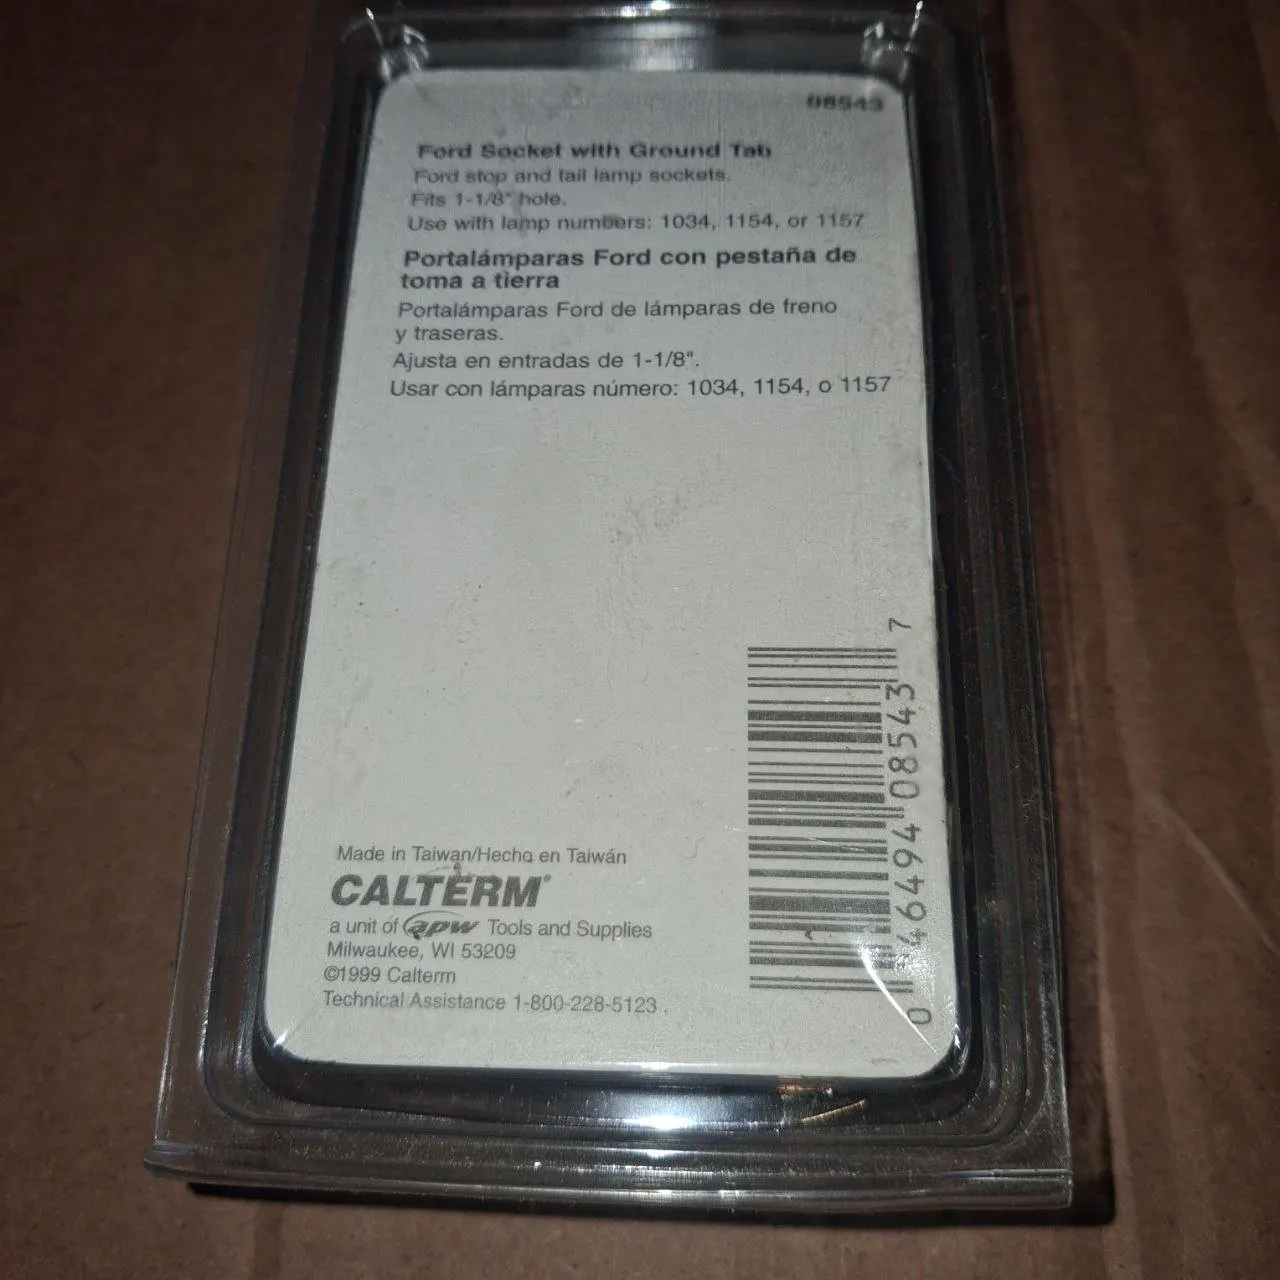 08543
Ford Socket with Ground Tab
Ford stop and tail lamp sockets.
Fits 1-1/8" hole.
Use with lamp numbers: 1034, 1154, or 1157
Portalámparas Ford con pestaña de
toma a tierra
Portalámparas Ford de lámparas de freno
y traseras.
Ajusta en entradas de 1-1/8".
Usar con lámparas número: 1034, 1154, o 1157
Made in Taiwan/Hecho en Taiwán
CALTERM®
a unit of apw Tools and Supplies
Milwaukee, WI 53209
©1999 Calterm
Technical Assistance 1-800-228-5123
0 46494 08543 7